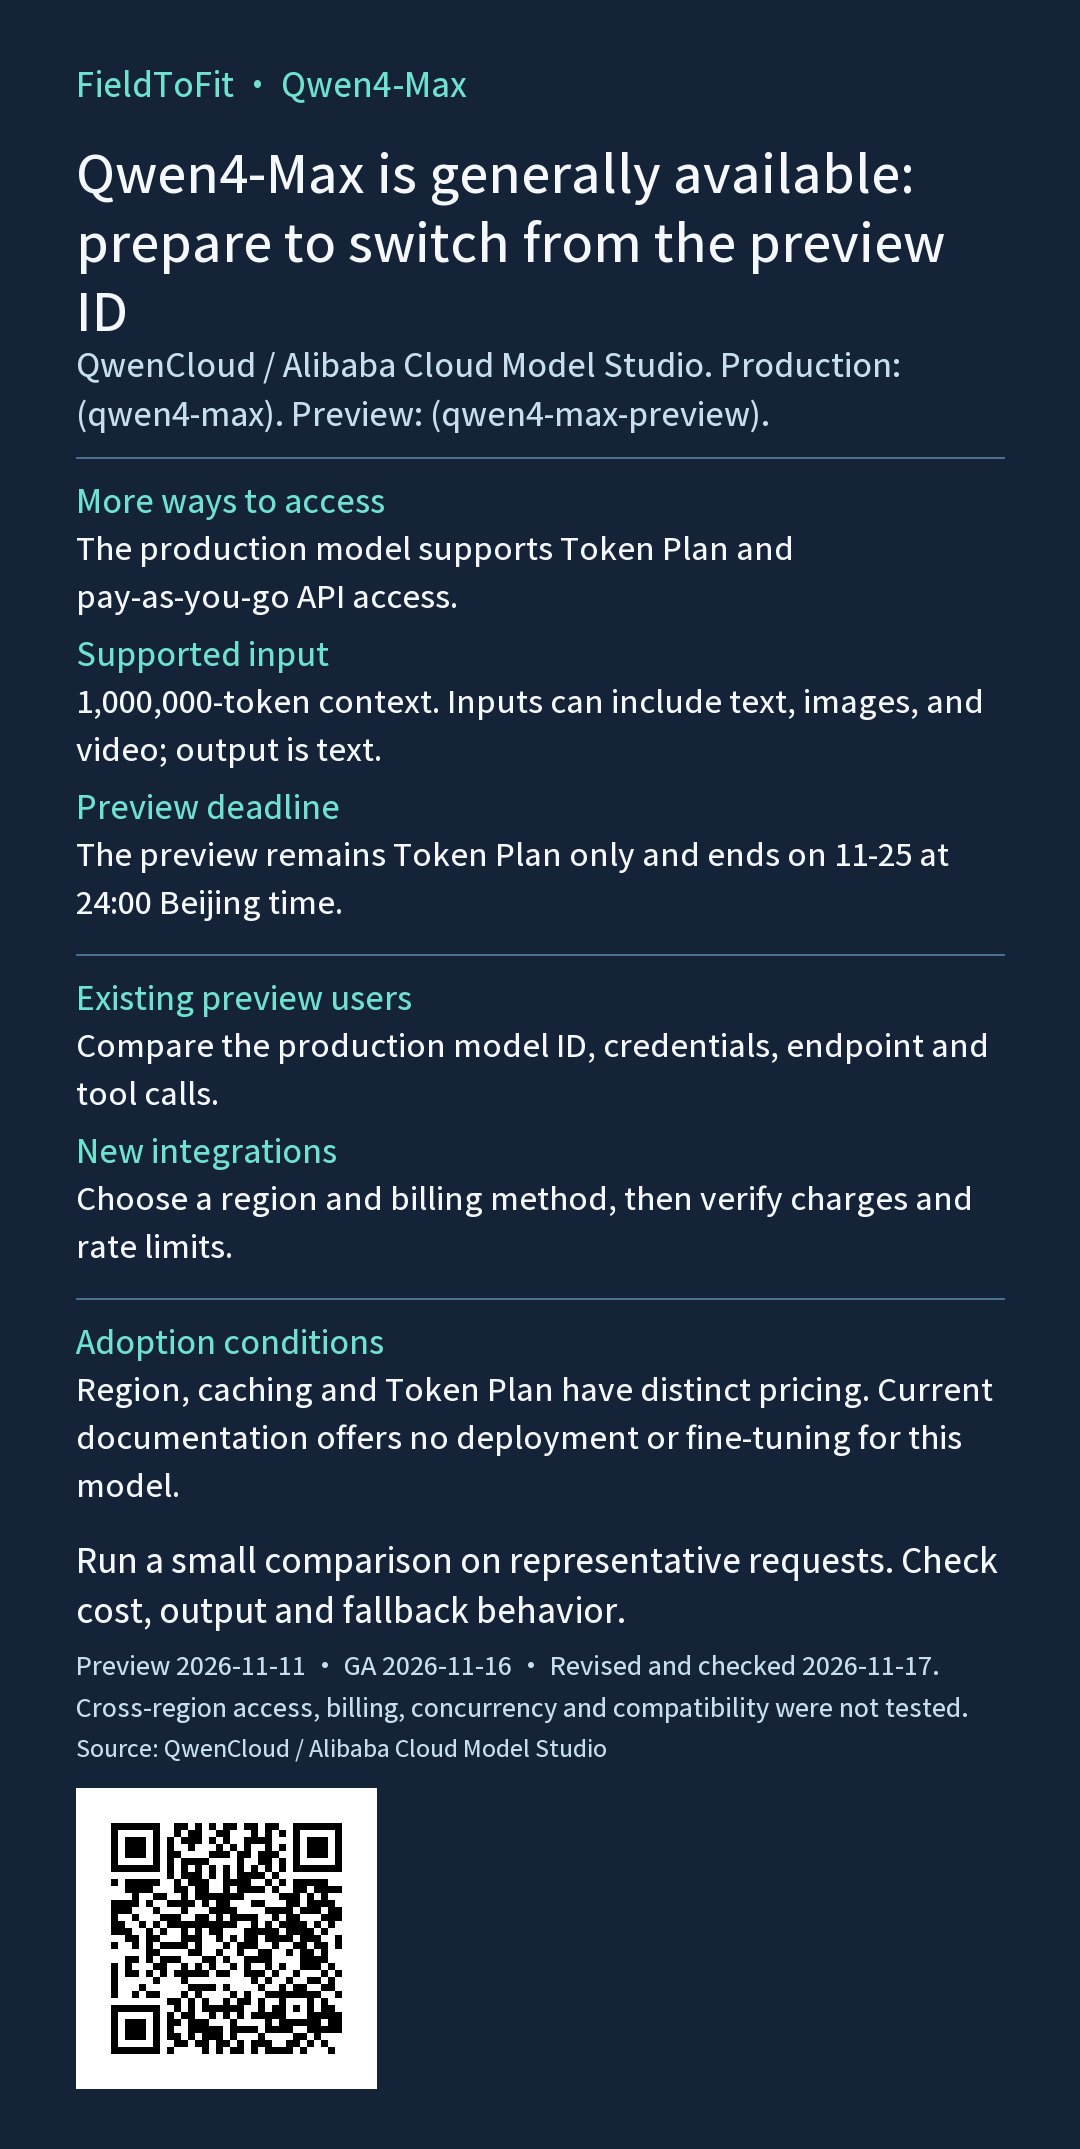 FieldToFit • Qwen4-Max
Qwen4-Max is generally available:
prepare to switch from the preview
ID
QwenCloud / Alibaba Cloud Model Studio. Production:
(qwen4-max). Preview: (qwen4-max-preview).
More ways to access
The production model supports Token Plan and
pay-as-you-go API access.
Supported input
1,000,000-token context. Inputs can include text, images, and
video; output is text.
Preview deadline
The preview remains Token Plan only and ends on 11-25 at
24:00 Beijing time.
Existing preview users
Compare the production model ID, credentials, endpoint and
tool calls.
New integrations
Choose a region and billing method, then verify charges and
rate limits.
Adoption conditions
Region, caching and Token Plan have distinct pricing. Current
documentation offers no deployment or fine-tuning for this
model.
Run a small comparison on representative requests. Check
cost, output and fallback behavior.
Preview 2026-11-11 • GA 2026-11-16 • Revised and checked 2026-11-17.
Cross-region access, billing, concurrency and compatibility were not tested.
Source: QwenCloud / Alibaba Cloud Model Studio